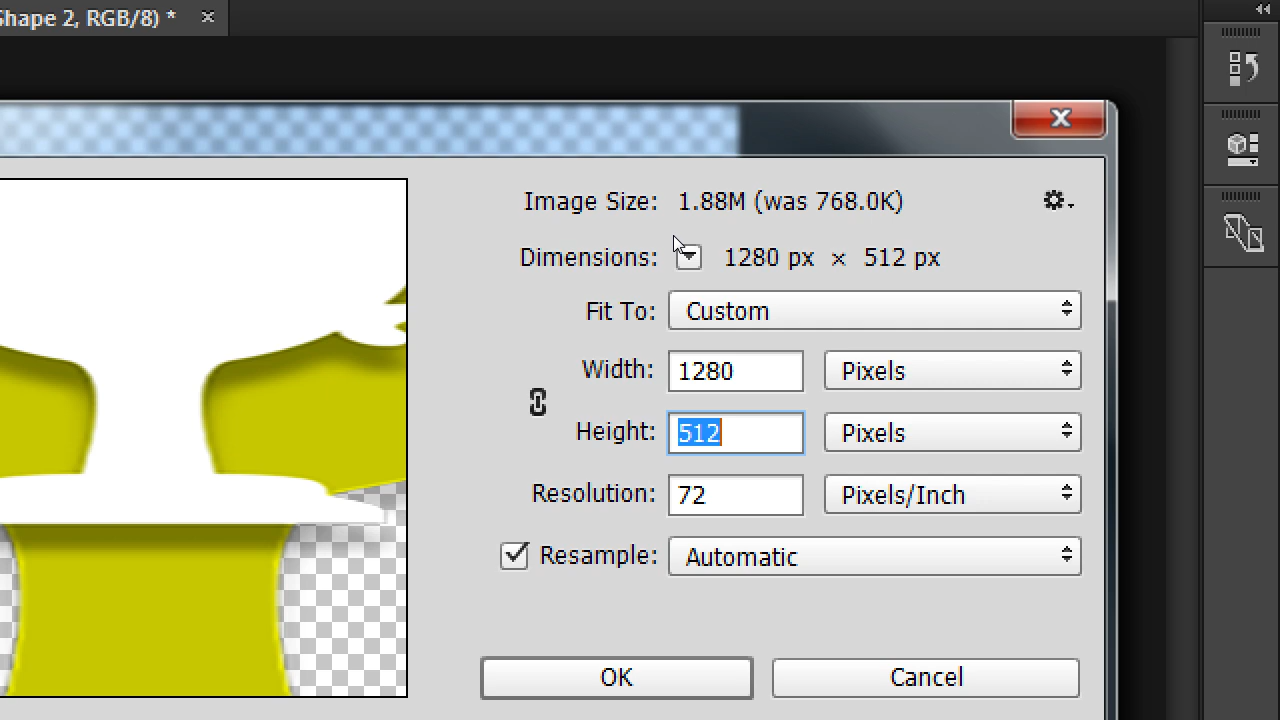 Shape 2, RGB/8) *
Image Size: 1.88M (was 768.0K)
Dimensions: 1280 px × 512 px
Fit To: Custom
Width: 1280 Pixels
Height: 512 Pixels
Resolution: 72 Pixels/Inch
Resample: Automatic
OK Cancel